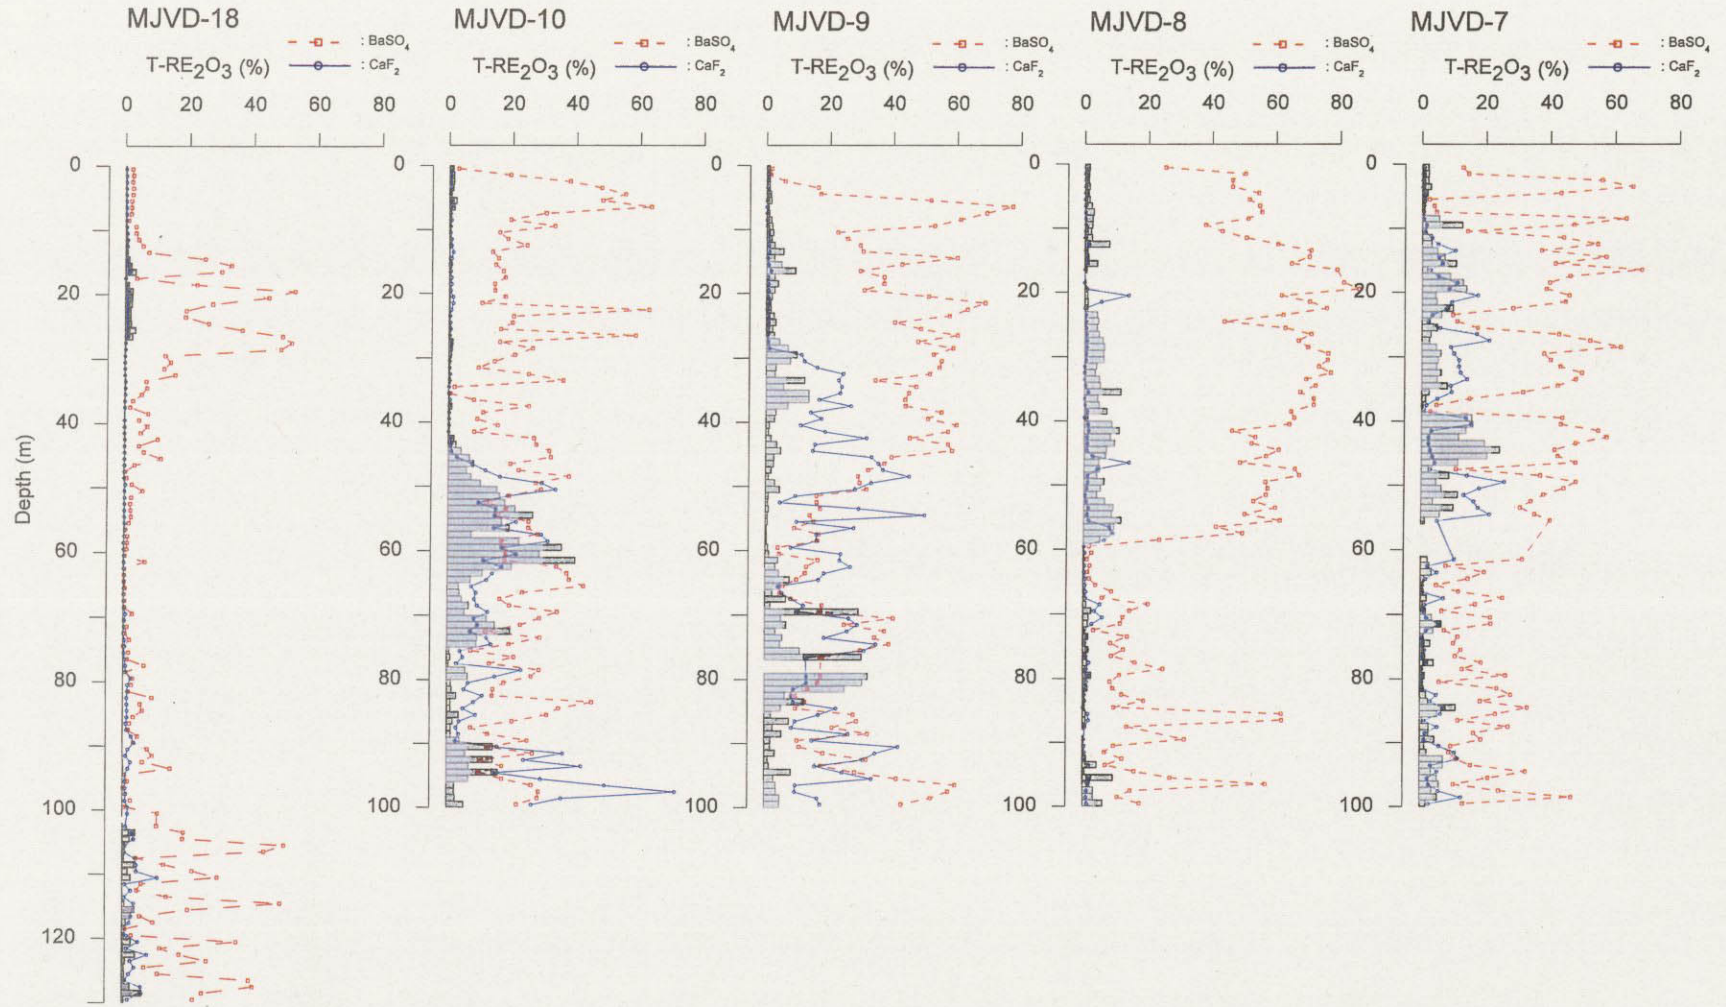 MJVD-18 MJVD-10 MJVD-9 MJVD-8 MJVD-7
: BaSO4 : BaSO4 : BaSO4 : BaSO4 : BaSO4
T-RE2O3 (%) : CaF2 T-RE2O3 (%) : CaF2 T-RE2O3 (%) : CaF2 T-RE2O3 (%) : CaF2 T-RE2O3 (%) : CaF2
0 20 40 60 80 0 20 40 60 80 0 20 40 60 80 0 20 40 60 80 0 20 40 60 80
0 0 0 0 0
20 20 20 20 20
40 40 40 40 40
Depth (m)
60 60 60 60 60
80 80 80 80 80
100 100 100 100 100
120